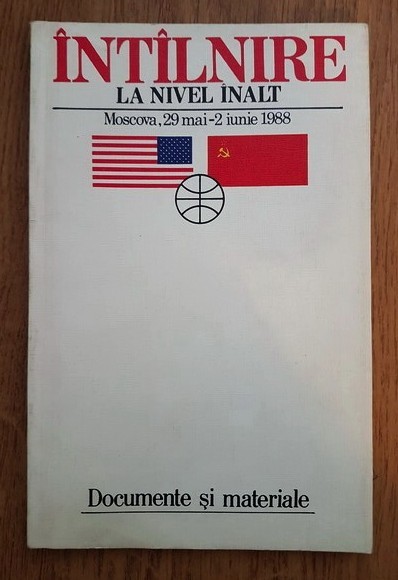 ÎNTÎLNIRE
LA NIVEL ÎNALT
Moscova, 29 mai-2 iunie 1988
Documente şi materiale